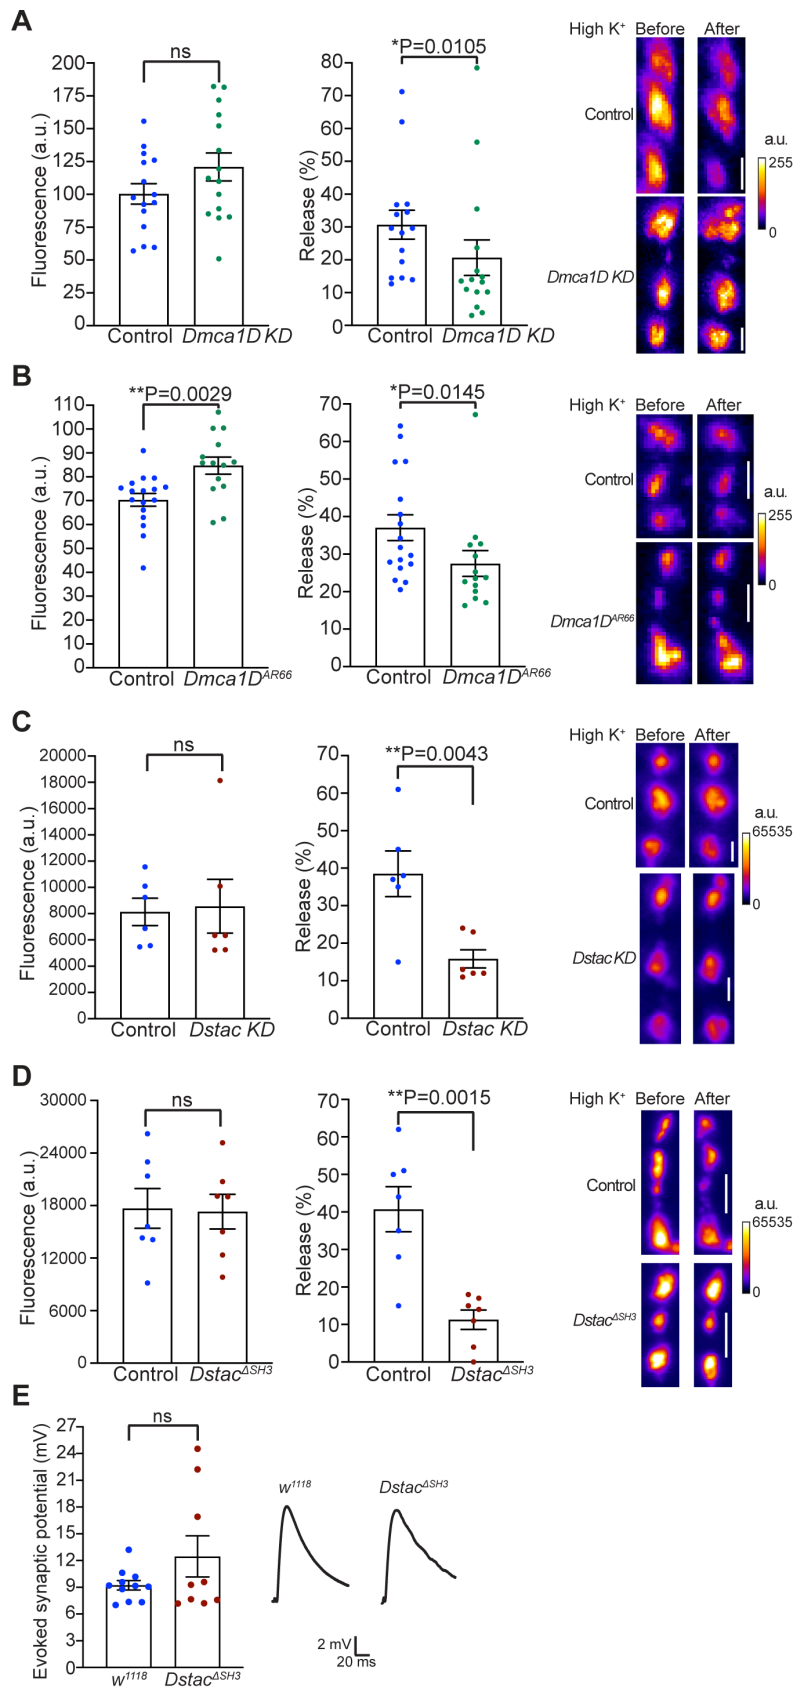 A
ns
Fluorescence (a.u.)
200
175
150
125
100
75
50
25
0
Control Dmca1D KD
*P=0.0105
Release (%)
80
70
60
50
40
30
20
10
0
Control Dmca1D KD
High K+ Before After
Control
Dmca1D KD
a.u.
255
0
B
**P=0.0029
Fluorescence (a.u.)
110
100
90
80
70
60
50
40
30
20
10
0
Control Dmca1D^AR66
*P=0.0145
Release (%)
70
60
50
40
30
20
10
0
Control Dmca1D^AR66
High K+ Before After
Control
Dmca1D^AR66
a.u.
255
0
C
ns
Fluorescence (a.u.)
20000
18000
16000
14000
12000
10000
8000
6000
4000
2000
0
Control Dstac KD
**P=0.0043
Release (%)
70
60
50
40
30
20
10
0
Control Dstac KD
High K+ Before After
Control
Dstac KD
a.u.
65535
0
D
ns
Fluorescence (a.u.)
30000
24000
18000
12000
6000
0
Control Dstac^ΔSH3
**P=0.0015
Release (%)
70
60
50
40
30
20
10
0
Control Dstac^ΔSH3
High K+ Before After
Control
Dstac^ΔSH3
a.u.
65535
0
E
ns
Evoked synaptic potential (mV)
27
24
21
18
15
12
9
6
3
0
w^1118 Dstac^ΔSH3
w^1118 Dstac^ΔSH3
2 mV
20 ms